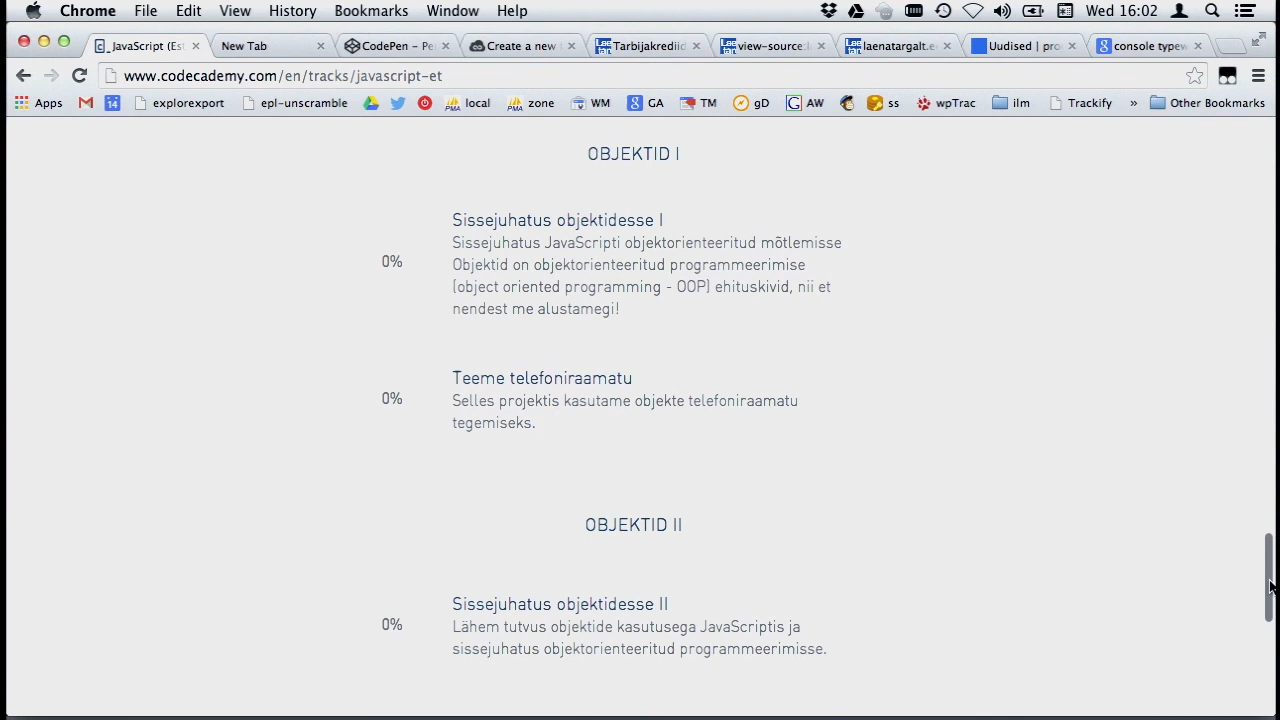 Chrome File Edit View History Bookmarks Window Help Wed 16:02
JavaScript (Es New Tab CodePen - Pe Create a new Tarbijakredii view-source: laenatargalt.e Uudised | pro console typew
www.codecademy.com/en/tracks/javascript-et
Apps 14 explorexport epl-unscramble local zone WM GA TM gD AW ss wpTrac ilm Trackify » Other Bookmarks
OBJEKTID I
Sissejuhatus objektidesse I
Sissejuhatus JavaScripti objektorienteeritud mõtlemisse
0%
Objektid on objektorienteeritud programmeerimise
(object oriented programming - OOP) ehituskivid, nii et
nendest me alustamegi!
Teeme telefoniraamatu
0%
Selles projektis kasutame objekte telefoniraamatu
tegemiseks.
OBJEKTID II
Sissejuhatus objektidesse II
0%
Lähem tutvus objektide kasutusega JavaScriptis ja
sissejuhatus objektorienteeritud programmeerimisse.